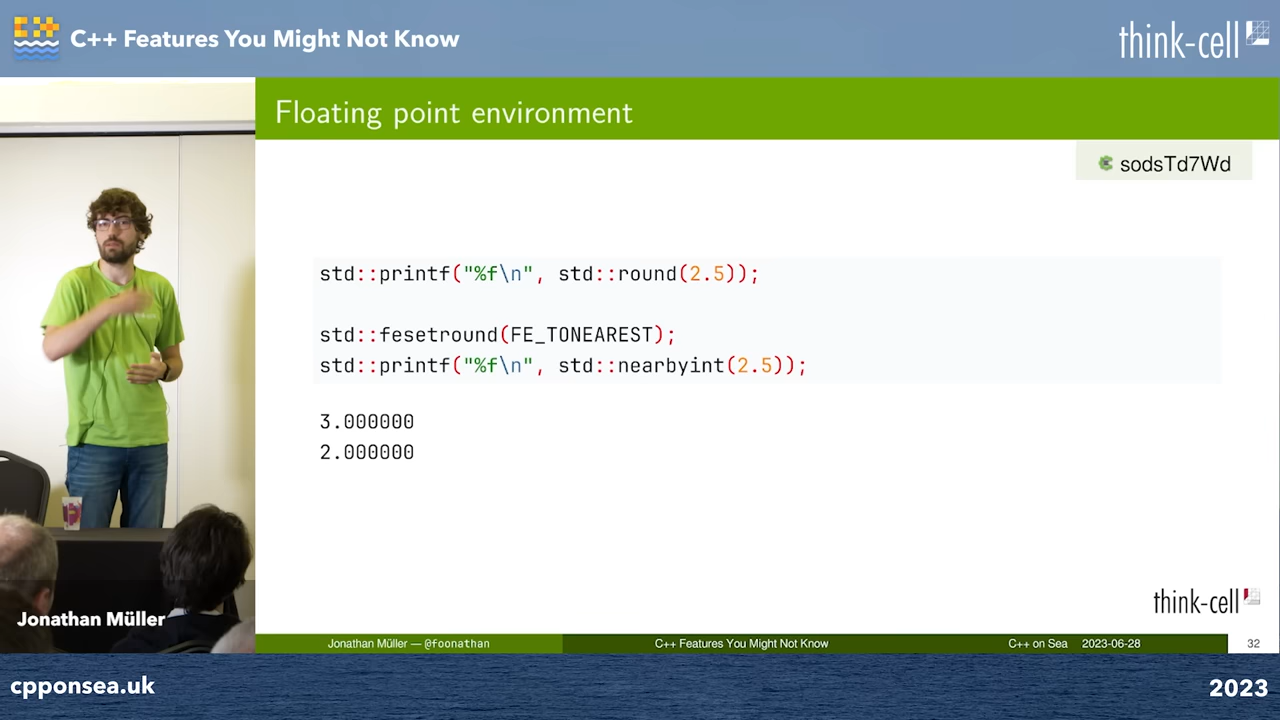 C++ Features You Might Not Know
think-cell
Floating point environment
sodsTd7Wd
std::printf("%f\n", std::round(2.5));
std::fesetround(FE_TONEAREST);
std::printf("%f\n", std::nearbyint(2.5));
3.000000
2.000000
think-cell
Jonathan Müller
Jonathan Müller — @foonathan C++ Features You Might Not Know C++ on Sea 2023-06-28 32
cpponsea.uk
2023